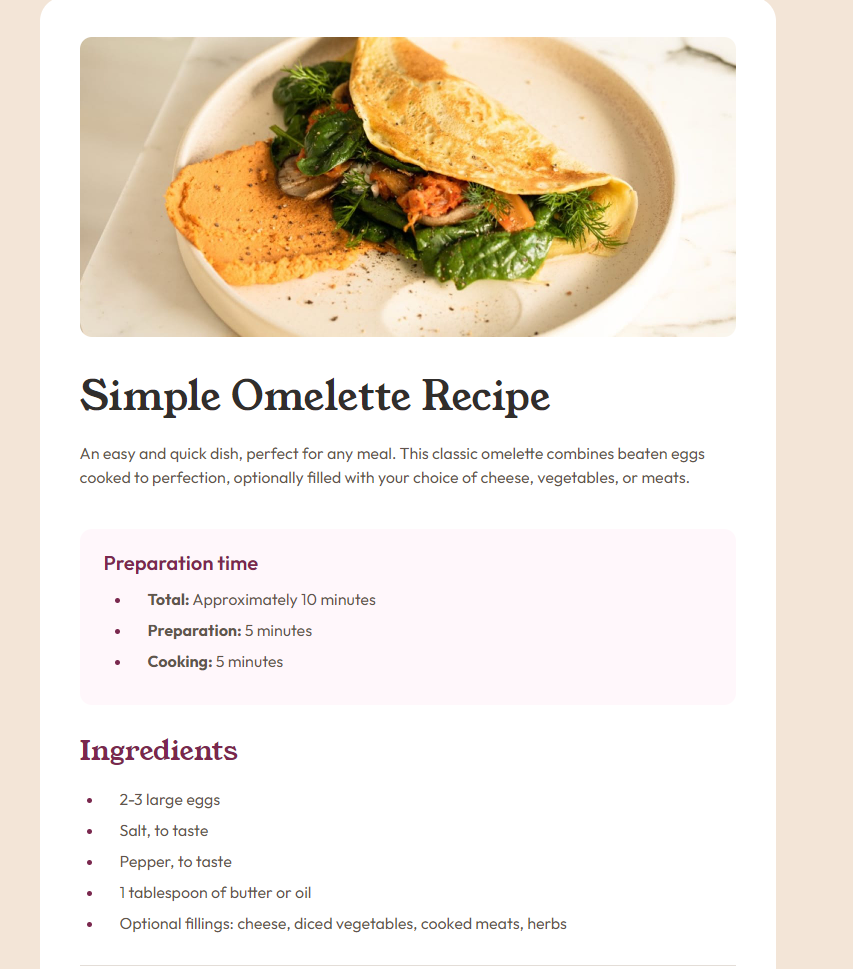 Simple Omelette Recipe
An easy and quick dish, perfect for any meal. This classic omelette combines beaten eggs
cooked to perfection, optionally filled with your choice of cheese, vegetables, or meats.
Preparation time
• Total: Approximately 10 minutes
• Preparation: 5 minutes
• Cooking: 5 minutes
Ingredients
• 2-3 large eggs
• Salt, to taste
• Pepper, to taste
• 1 tablespoon of butter or oil
• Optional fillings: cheese, diced vegetables, cooked meats, herbs